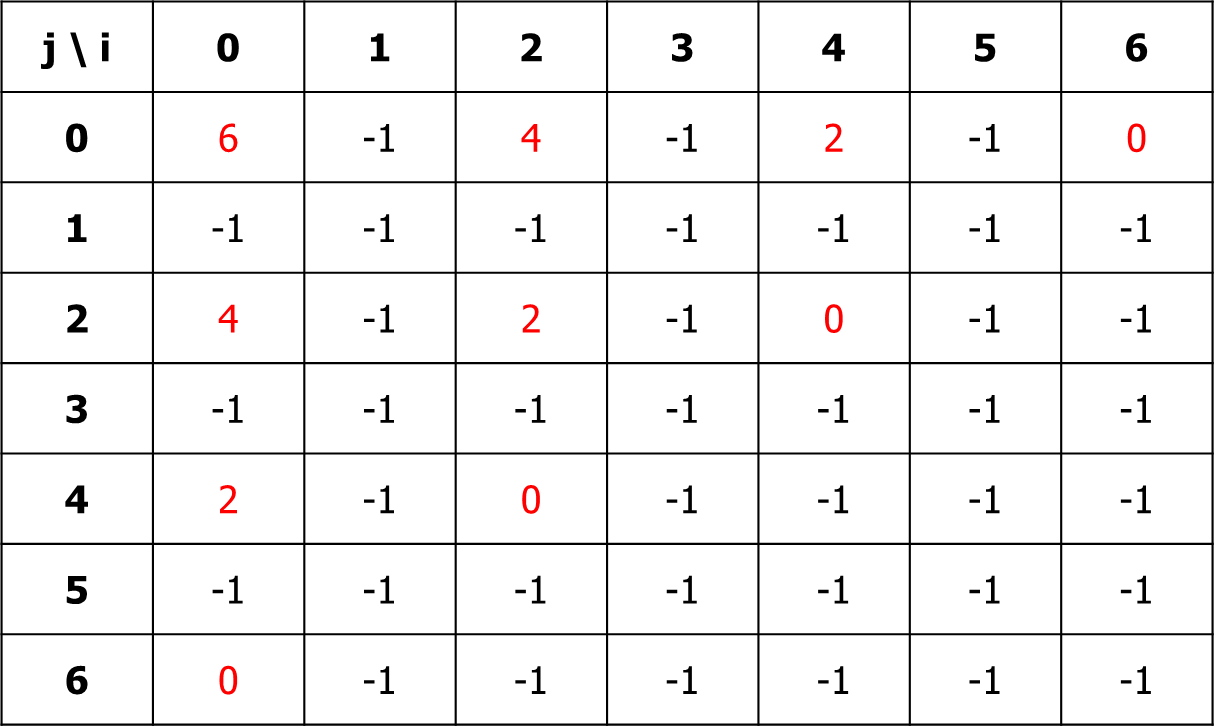 j \ i 0 1 2 3 4 5 6
0 6 -1 4 -1 2 -1 0
1 -1 -1 -1 -1 -1 -1 -1
2 4 -1 2 -1 0 -1 -1
3 -1 -1 -1 -1 -1 -1 -1
4 2 -1 0 -1 -1 -1 -1
5 -1 -1 -1 -1 -1 -1 -1
6 0 -1 -1 -1 -1 -1 -1